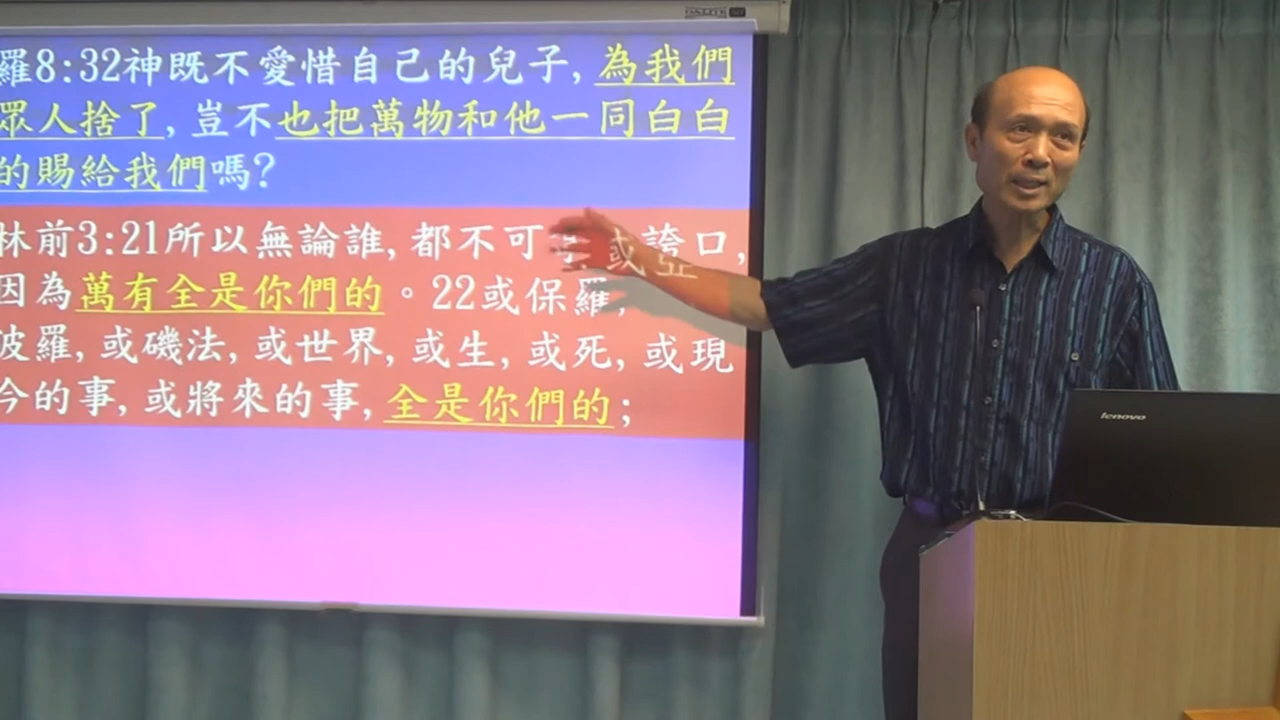 DAZZTE
羅8:32神既不愛惜自己的兒子,為我們
眾人捨了,豈不也把萬物和他一同白白
的賜給我們嗎?
林前3:21所以無論誰,都不可 誇口,
因為萬有全是你們的。22或保羅, 或亞
波羅,或磯法,或世界,或生,或死,或現
今的事,或將來的事,全是你們的;
lenovo